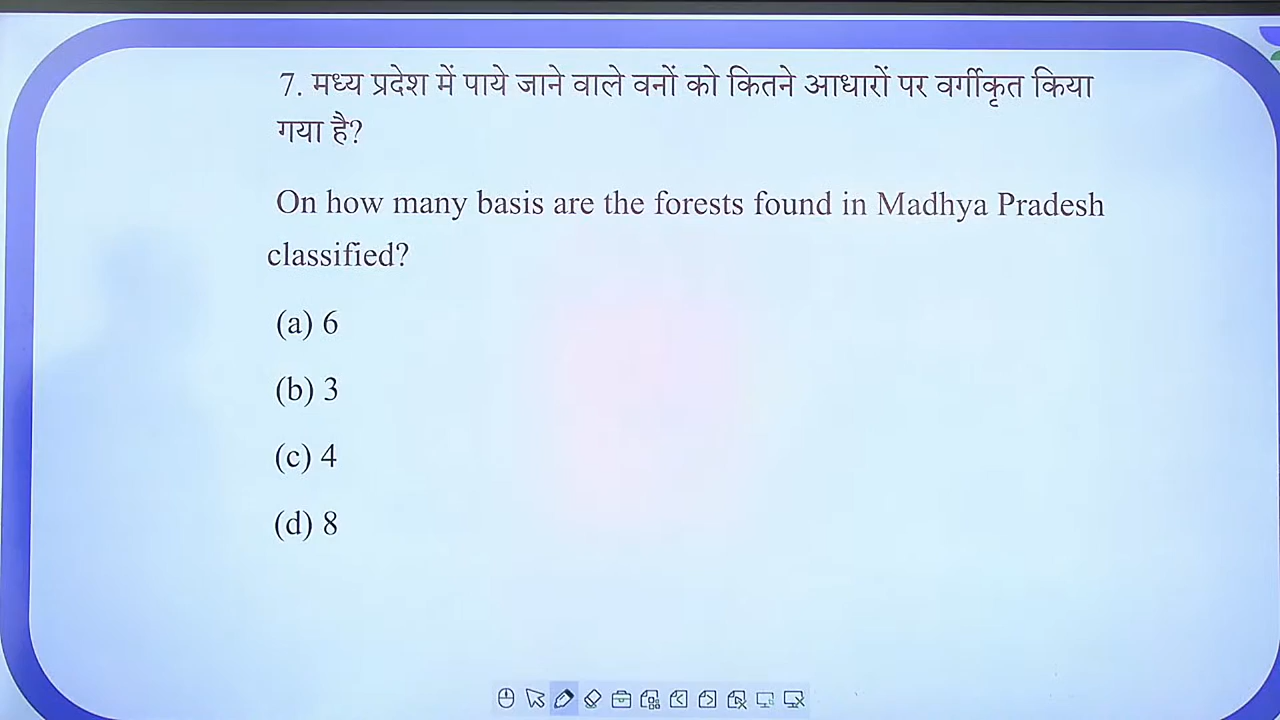 7. मध्य प्रदेश में पाये जाने वाले वनों को कितने आधारों पर वर्गीकृत किया
गया है?
On how many basis are the forests found in Madhya Pradesh
classified?
(a) 6
(b) 3
(c) 4
(d) 8